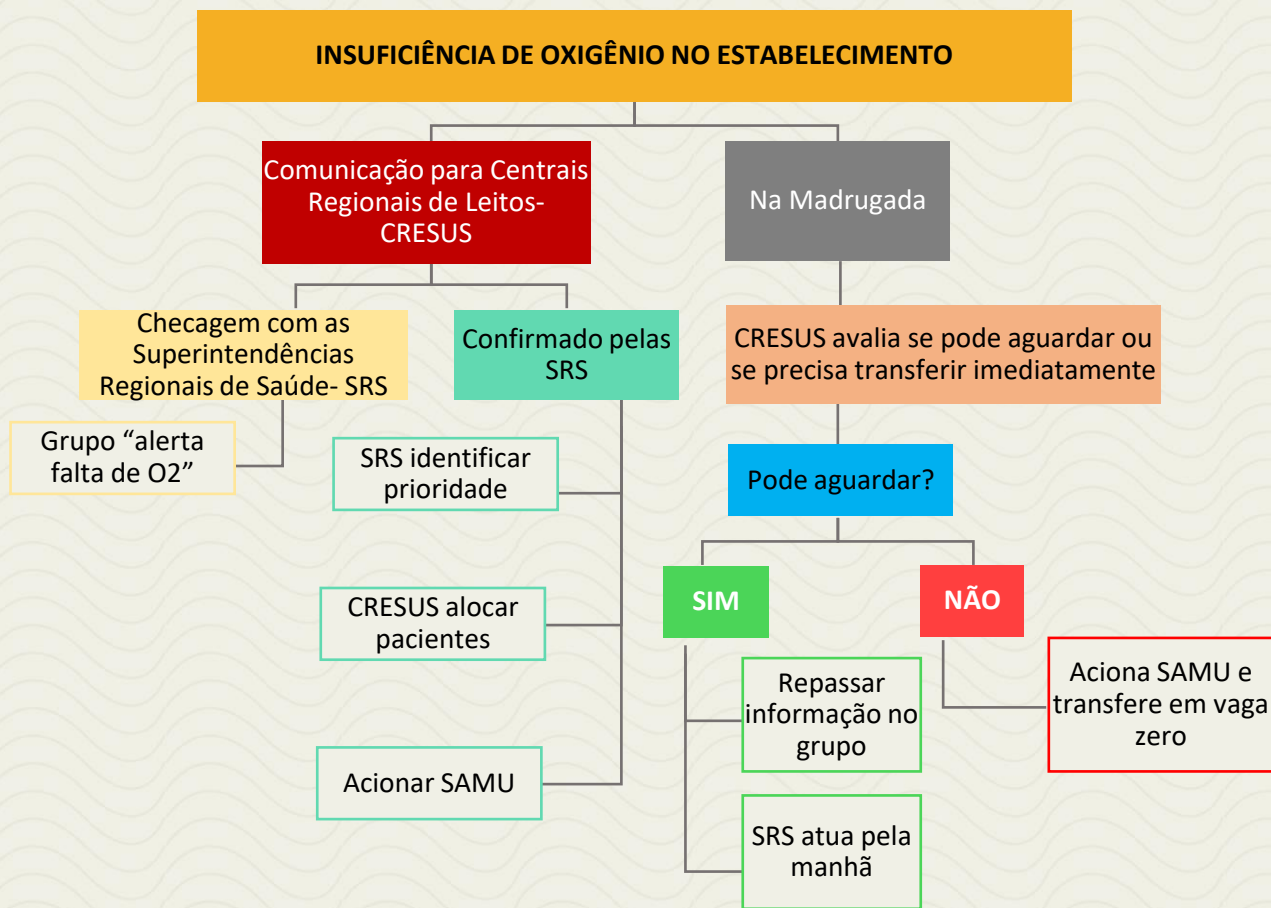 INSUFICIÊNCIA DE OXIGÊNIO NO ESTABELECIMENTO
Comunicação para Centrais
Regionais de Leitos-
CRESUS
Na Madrugada
Checagem com as
Superintendências
Regionais de Saúde- SRS
Confirmado pelas
SRS
CRESUS avalia se pode aguardar ou
se precisa transferir imediatamente
Grupo “alerta
falta de O2”
SRS identificar
prioridade
Pode aguardar?
CRESUS alocar
pacientes
SIM
NÃO
Acionar SAMU
Repassar
informação no
grupo
Aciona SAMU e
transfere em vaga
zero
SRS atua pela
manhã